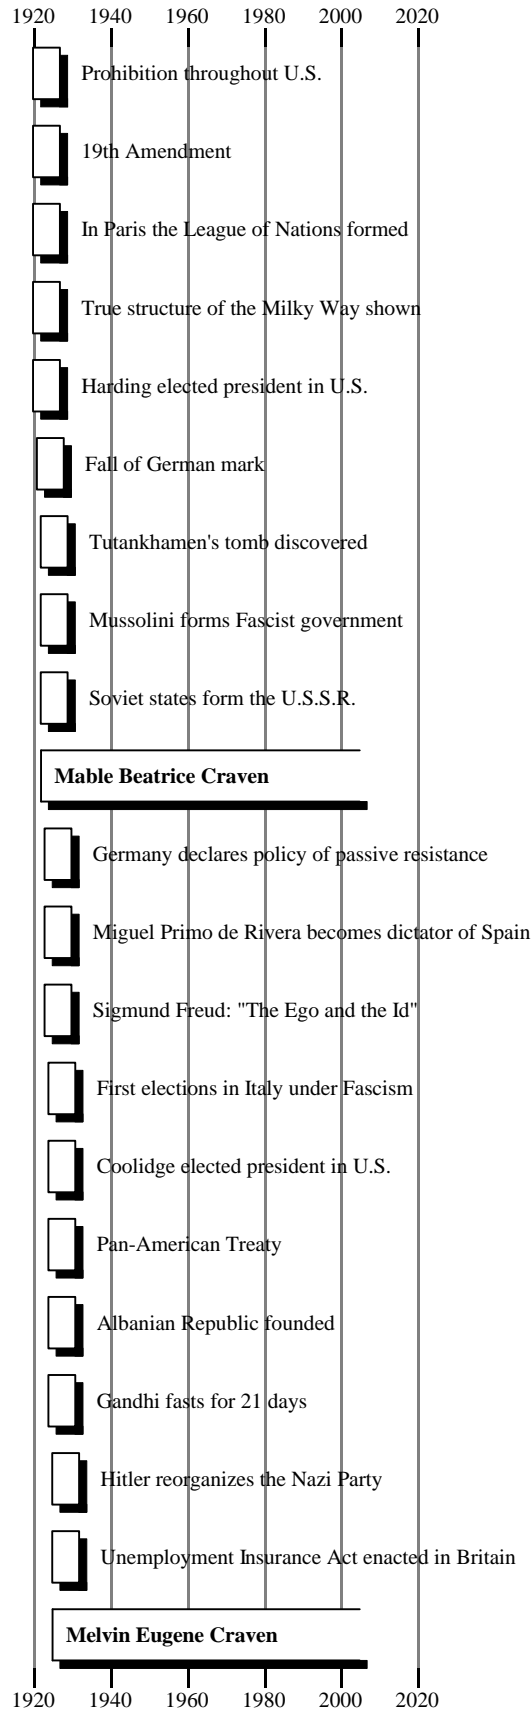 1920 1940 1960 1980 2000 2020
Prohibition throughout U.S.
19th Amendment
In Paris the League of Nations formed
True structure of the Milky Way shown
Harding elected president in U.S.
Fall of German mark
Tutankhamen's tomb discovered
Mussolini forms Fascist government
Soviet states form the U.S.S.R.
Mable Beatrice Craven
Germany declares policy of passive resistance
Miguel Primo de Rivera becomes dictator of Spain
Sigmund Freud: "The Ego and the Id"
First elections in Italy under Fascism
Coolidge elected president in U.S.
Pan-American Treaty
Albanian Republic founded
Gandhi fasts for 21 days
Hitler reorganizes the Nazi Party
Unemployment Insurance Act enacted in Britain
Melvin Eugene Craven
1920 1940 1960 1980 2000 2020